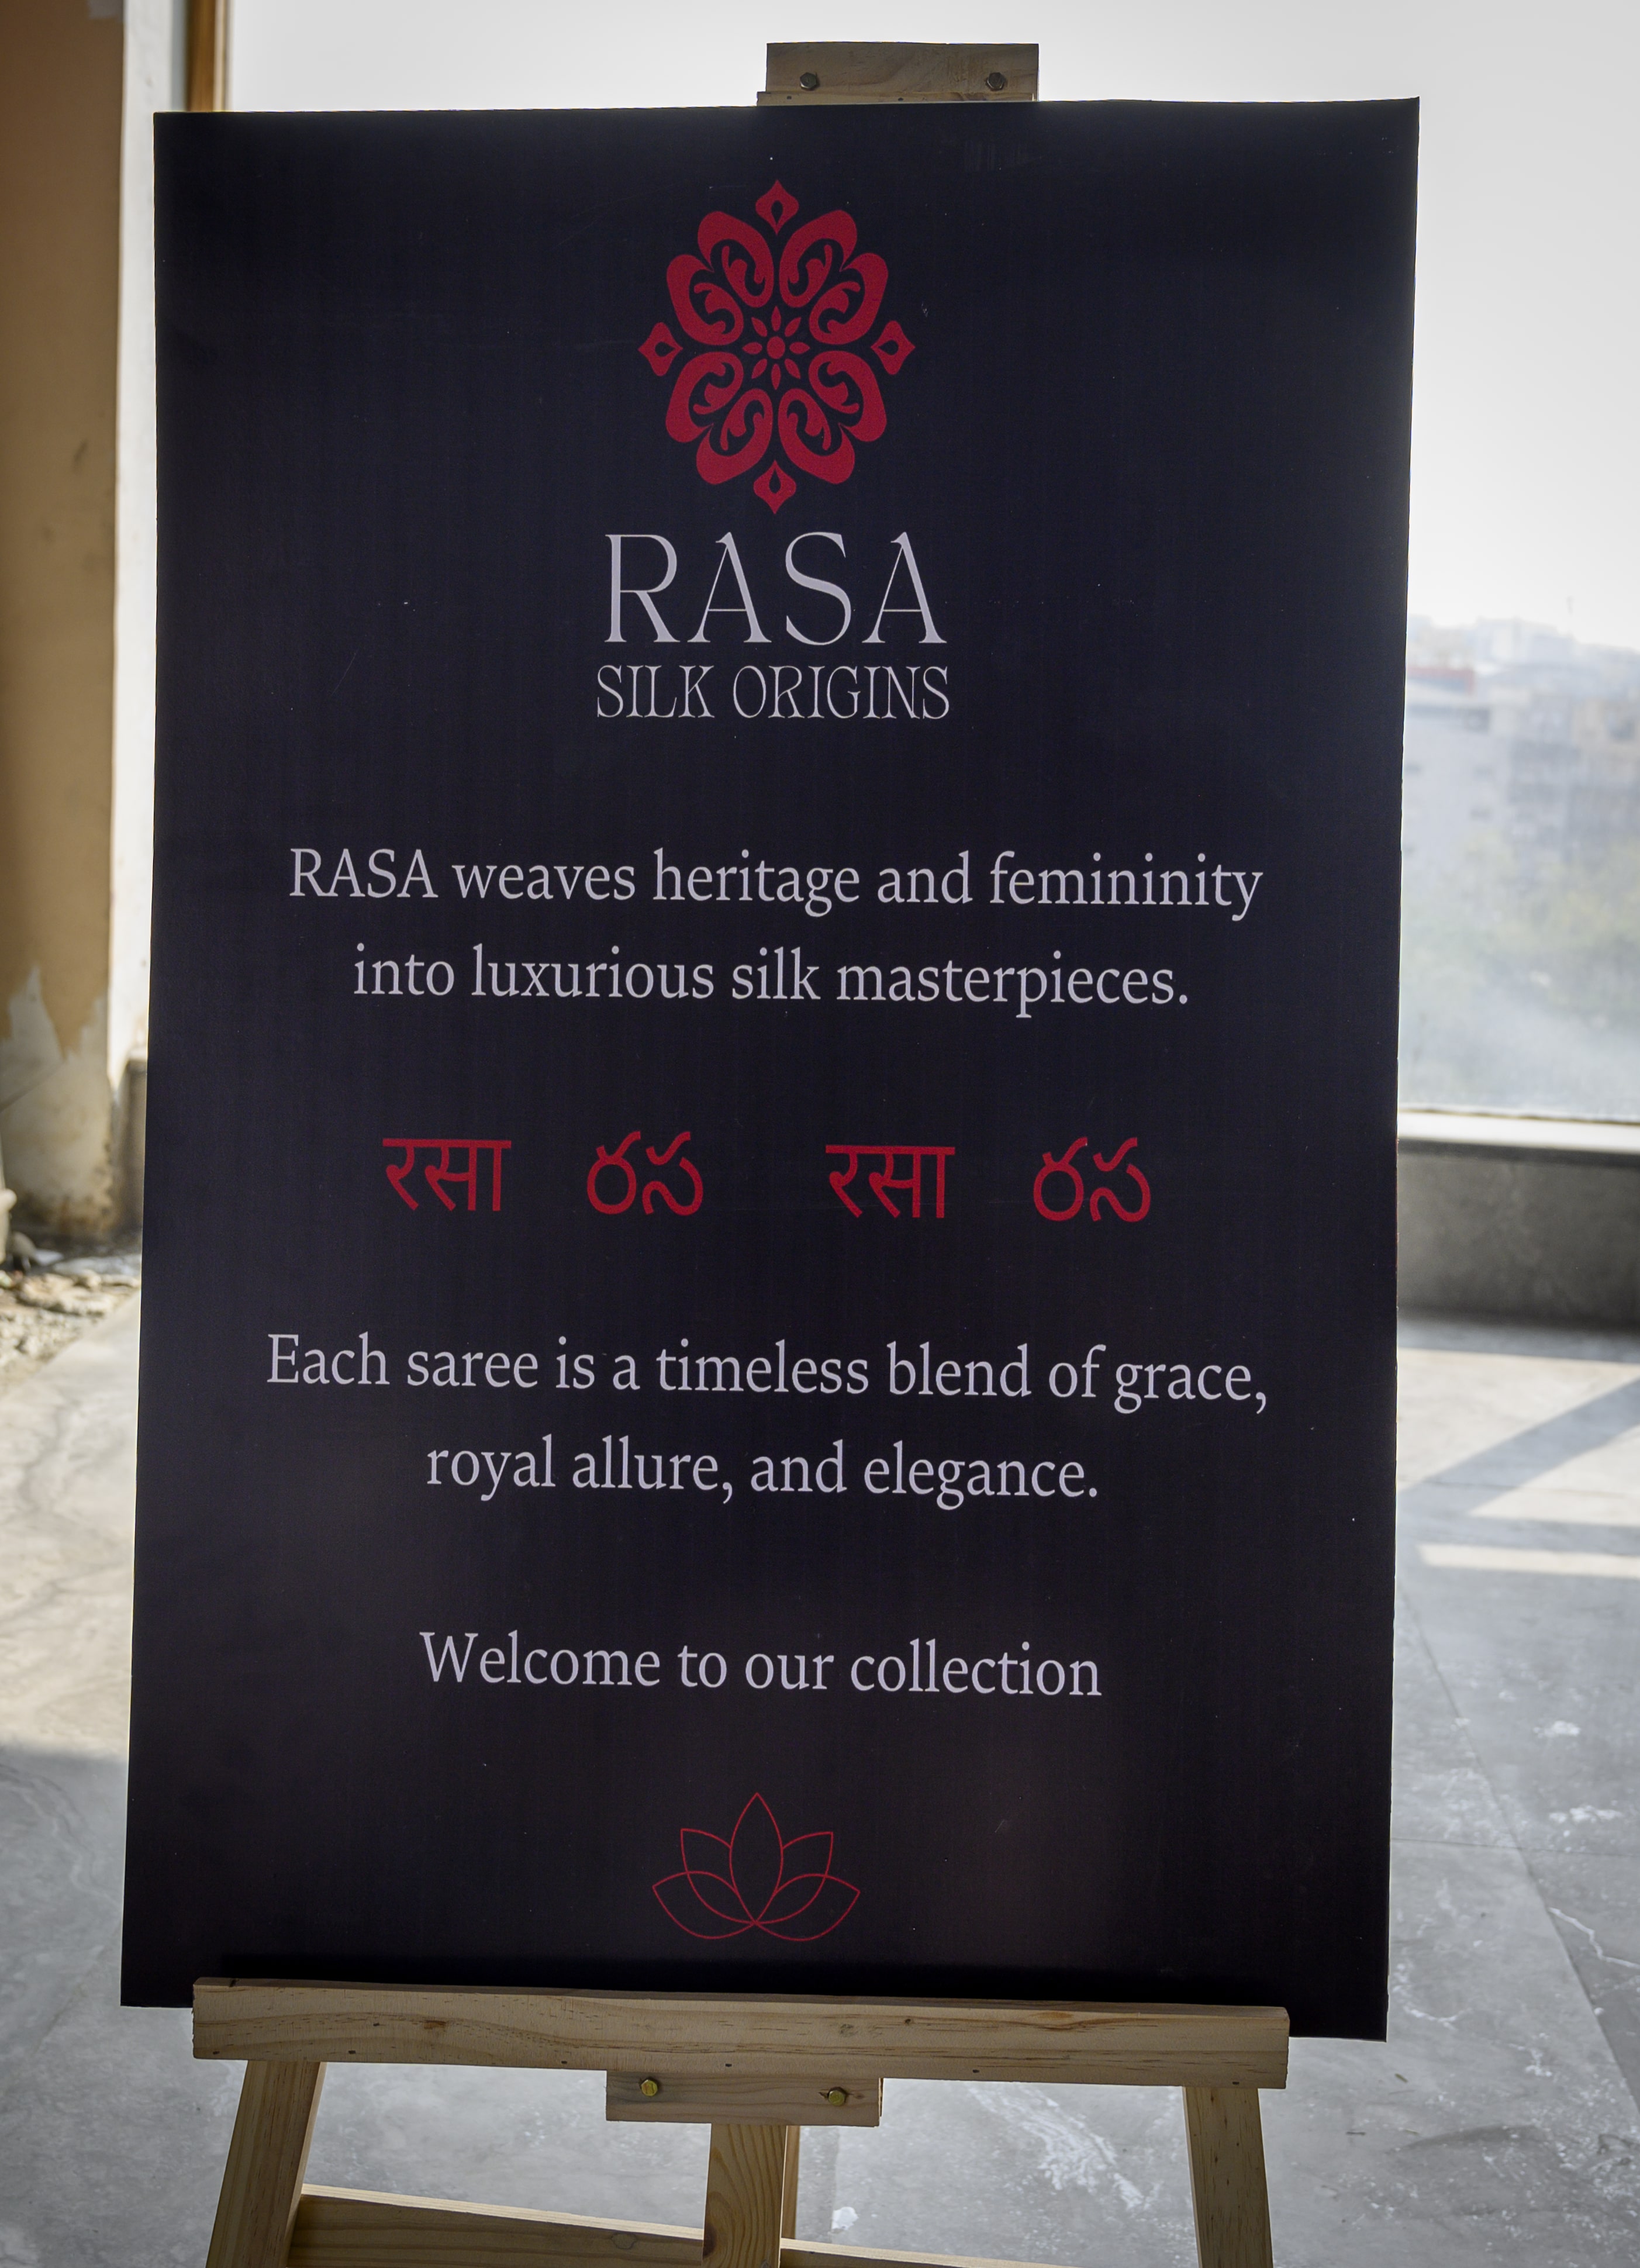 RASA
SILK ORIGINS
RASA weaves heritage and femininity
into luxurious silk masterpieces.
रसा రస रसा రస
Each saree is a timeless blend of grace,
royal allure, and elegance.
Welcome to our collection